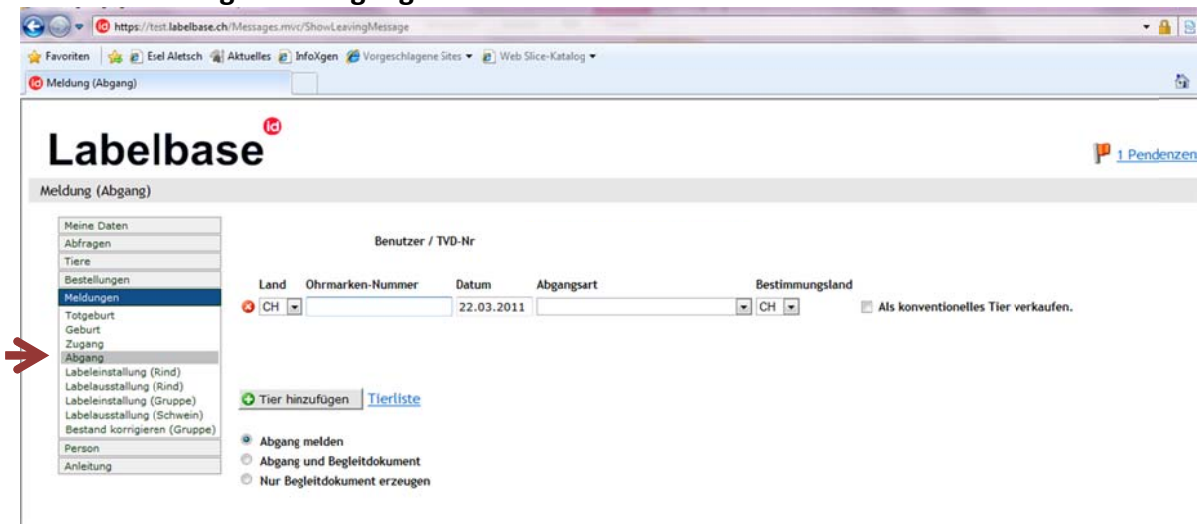 https://test.labelbase.ch/Messages.mvc/ShowLeavingMessage
Favoriten Esel Aletsch Aktuelles InfoXgen Vorgeschlagene Sites Web Slice-Katalog
Meldung (Abgang)
Labelbase id
1 Pendenzen
Meldung (Abgang)
Meine Daten
Abfragen
Tiere
Bestellungen
Meldungen
Totgeburt
Geburt
Zugang
Abgang
Labeleinstallung (Rind)
Labelausstallung (Rind)
Labeleinstallung (Gruppe)
Labelausstallung (Schwein)
Bestand korrigieren (Gruppe)
Person
Anleitung
Benutzer / TVD-Nr
Land Ohrmarken-Nummer Datum Abgangsart Bestimmungsland
CH 22.03.2011 CH Als konventionelles Tier verkaufen.
Tier hinzufügen Tierliste
Abgang melden
Abgang und Begleitdokument
Nur Begleitdokument erzeugen